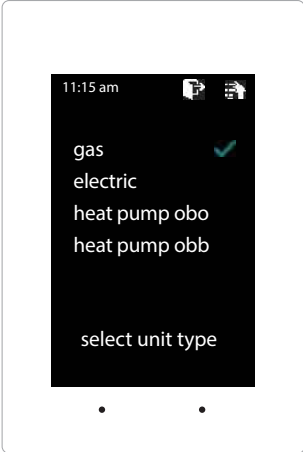 11:15 am
gas
electric
heat pump obo
heat pump obb
select unit type